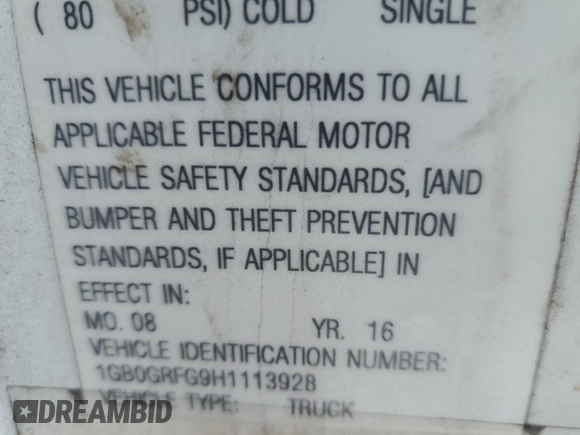 ( 80 PSI) COLD SINGLE
THIS VEHICLE CONFORMS TO ALL
APPLICABLE FEDERAL MOTOR
VEHICLE SAFETY STANDARDS, [AND
BUMPER AND THEFT PREVENTION
STANDARDS, IF APPLICABLE] IN
EFFECT IN:
MO. 08 YR. 16
VEHICLE IDENTIFICATION NUMBER:
1GB0GRFG9H1113928
VEHICLE TYPE: TRUCK
DREAMBID